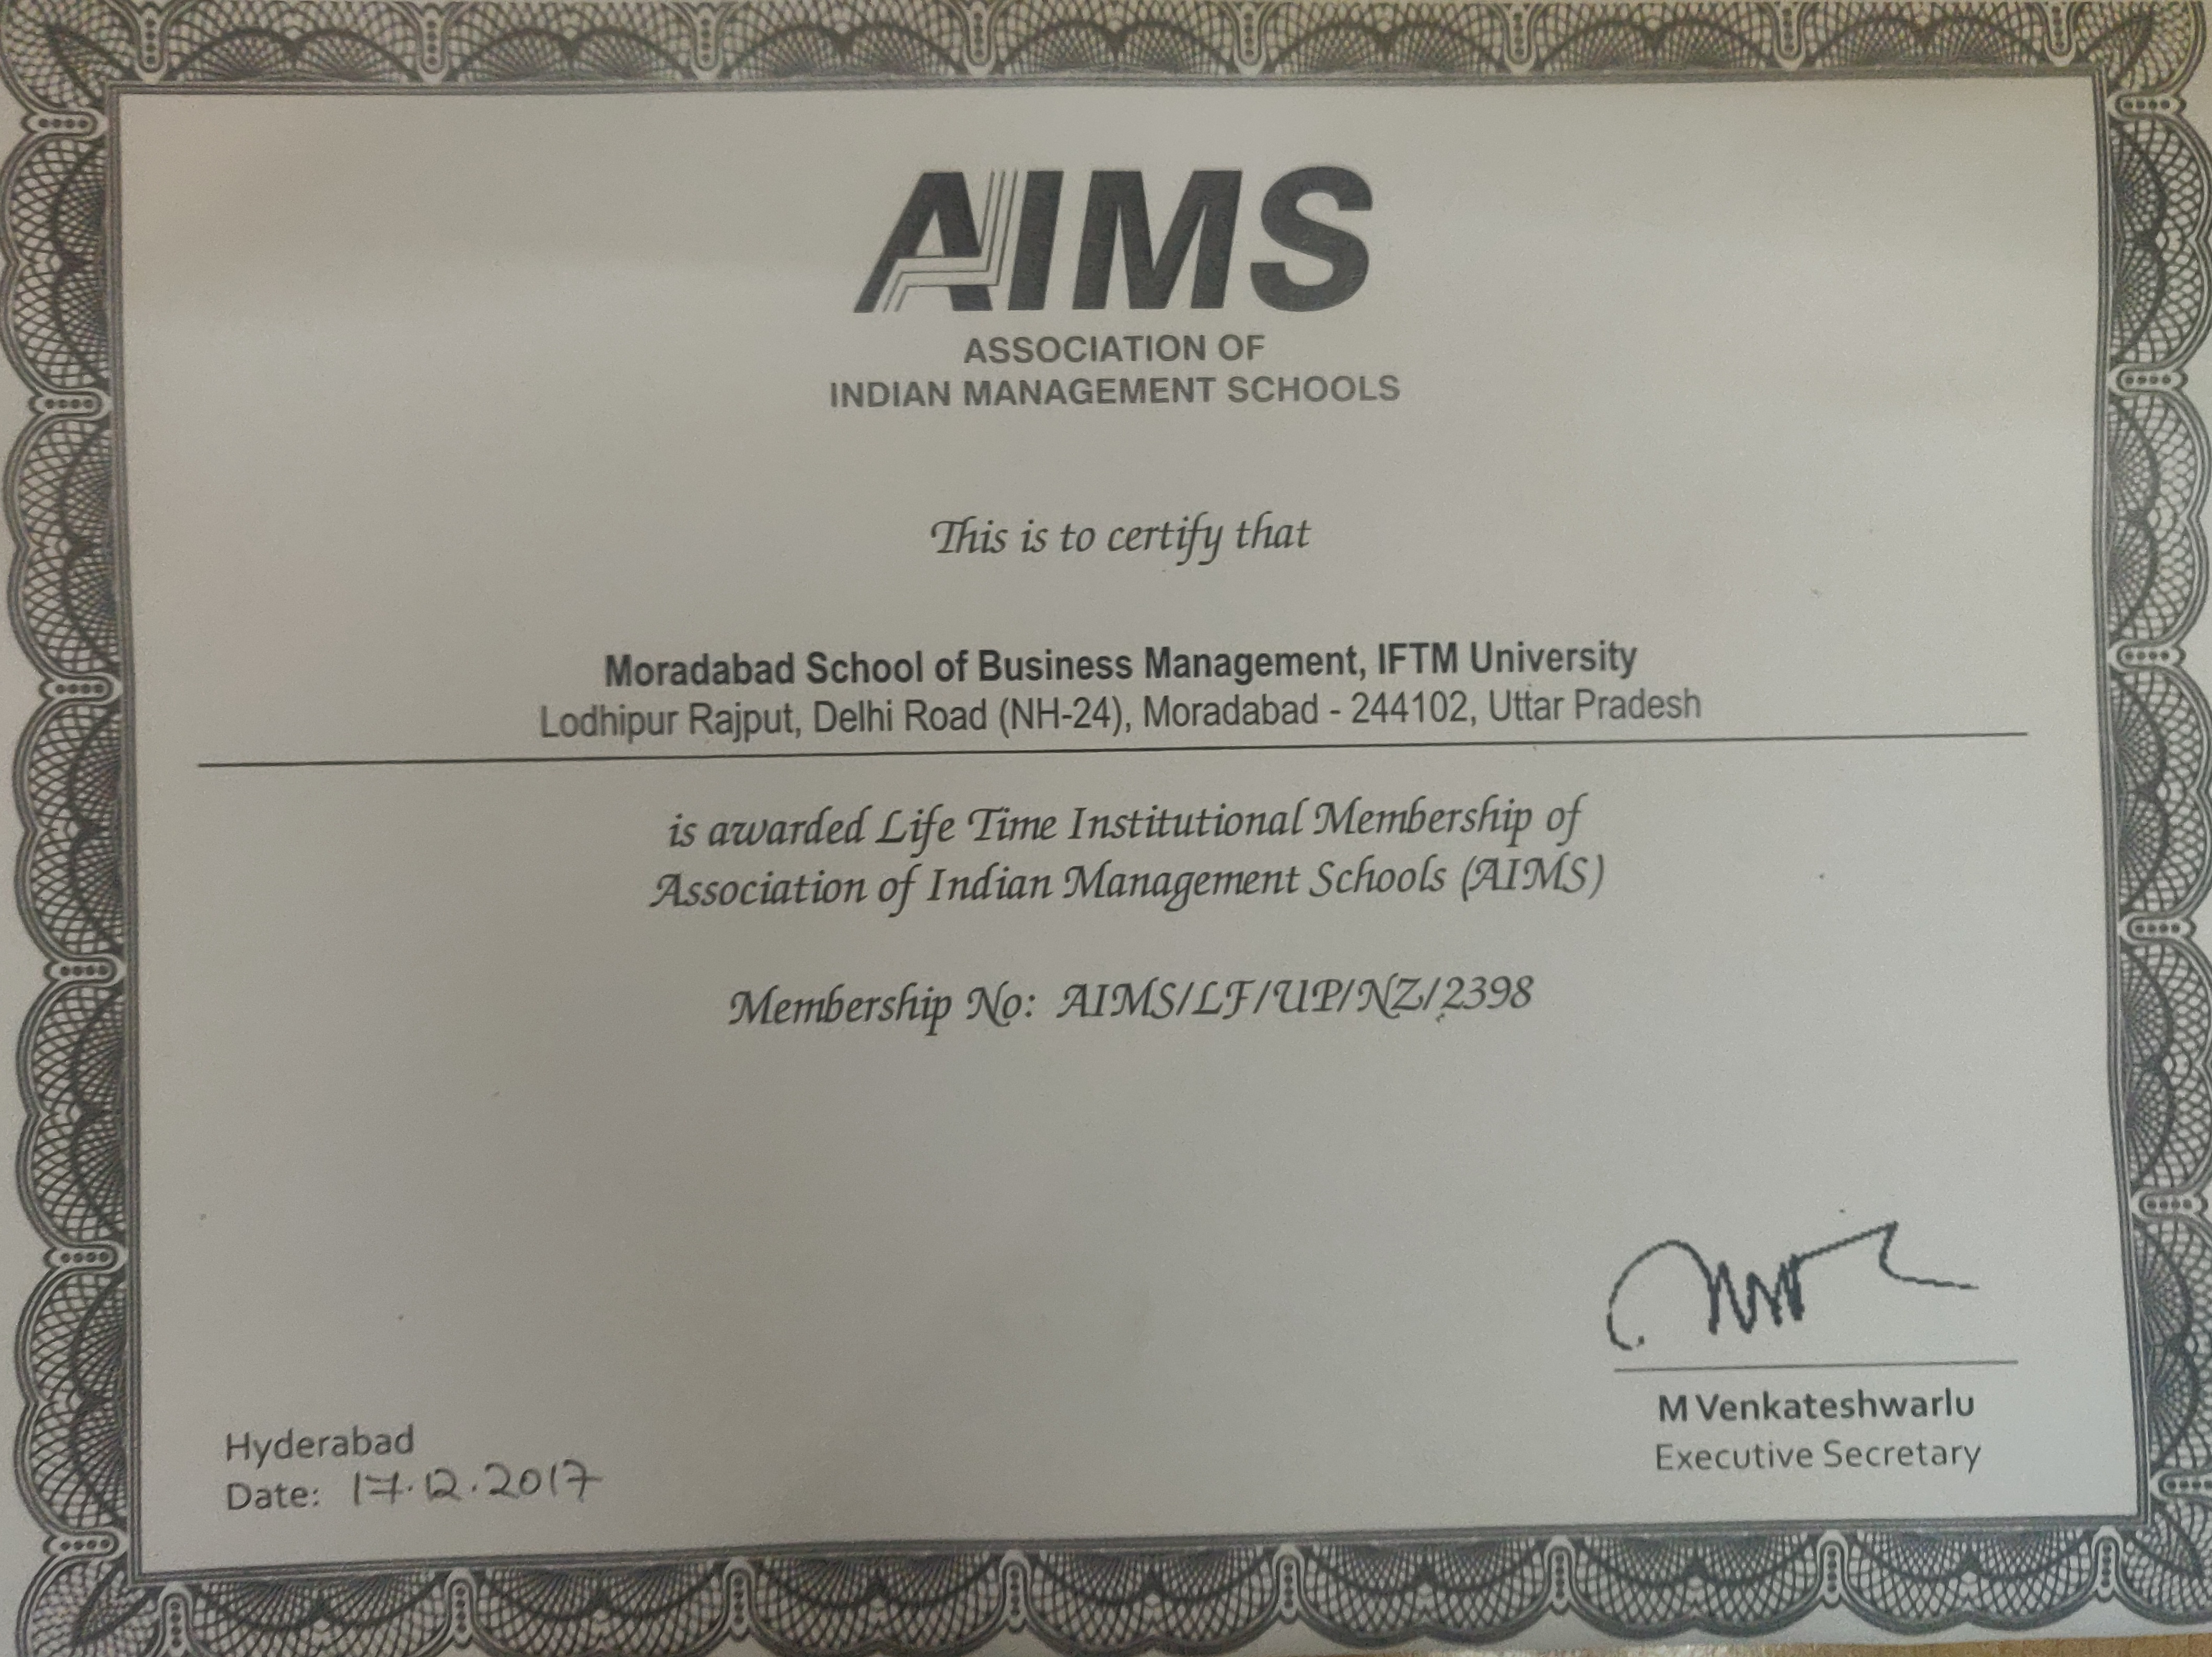 AIMS
ASSOCIATION OF
INDIAN MANAGEMENT SCHOOLS
This is to certify that
Moradabad School of Business Management, IFTM University
Lodhipur Rajput, Delhi Road (NH-24), Moradabad - 244102, Uttar Pradesh
is awarded Life Time Institutional Membership of
Association of Indian Management Schools (AIMS)
Membership No: AIMS/LF/UP/NZ/2398
M Venkateshwarlu
Executive Secretary
Hyderabad
Date: 17.12.2017